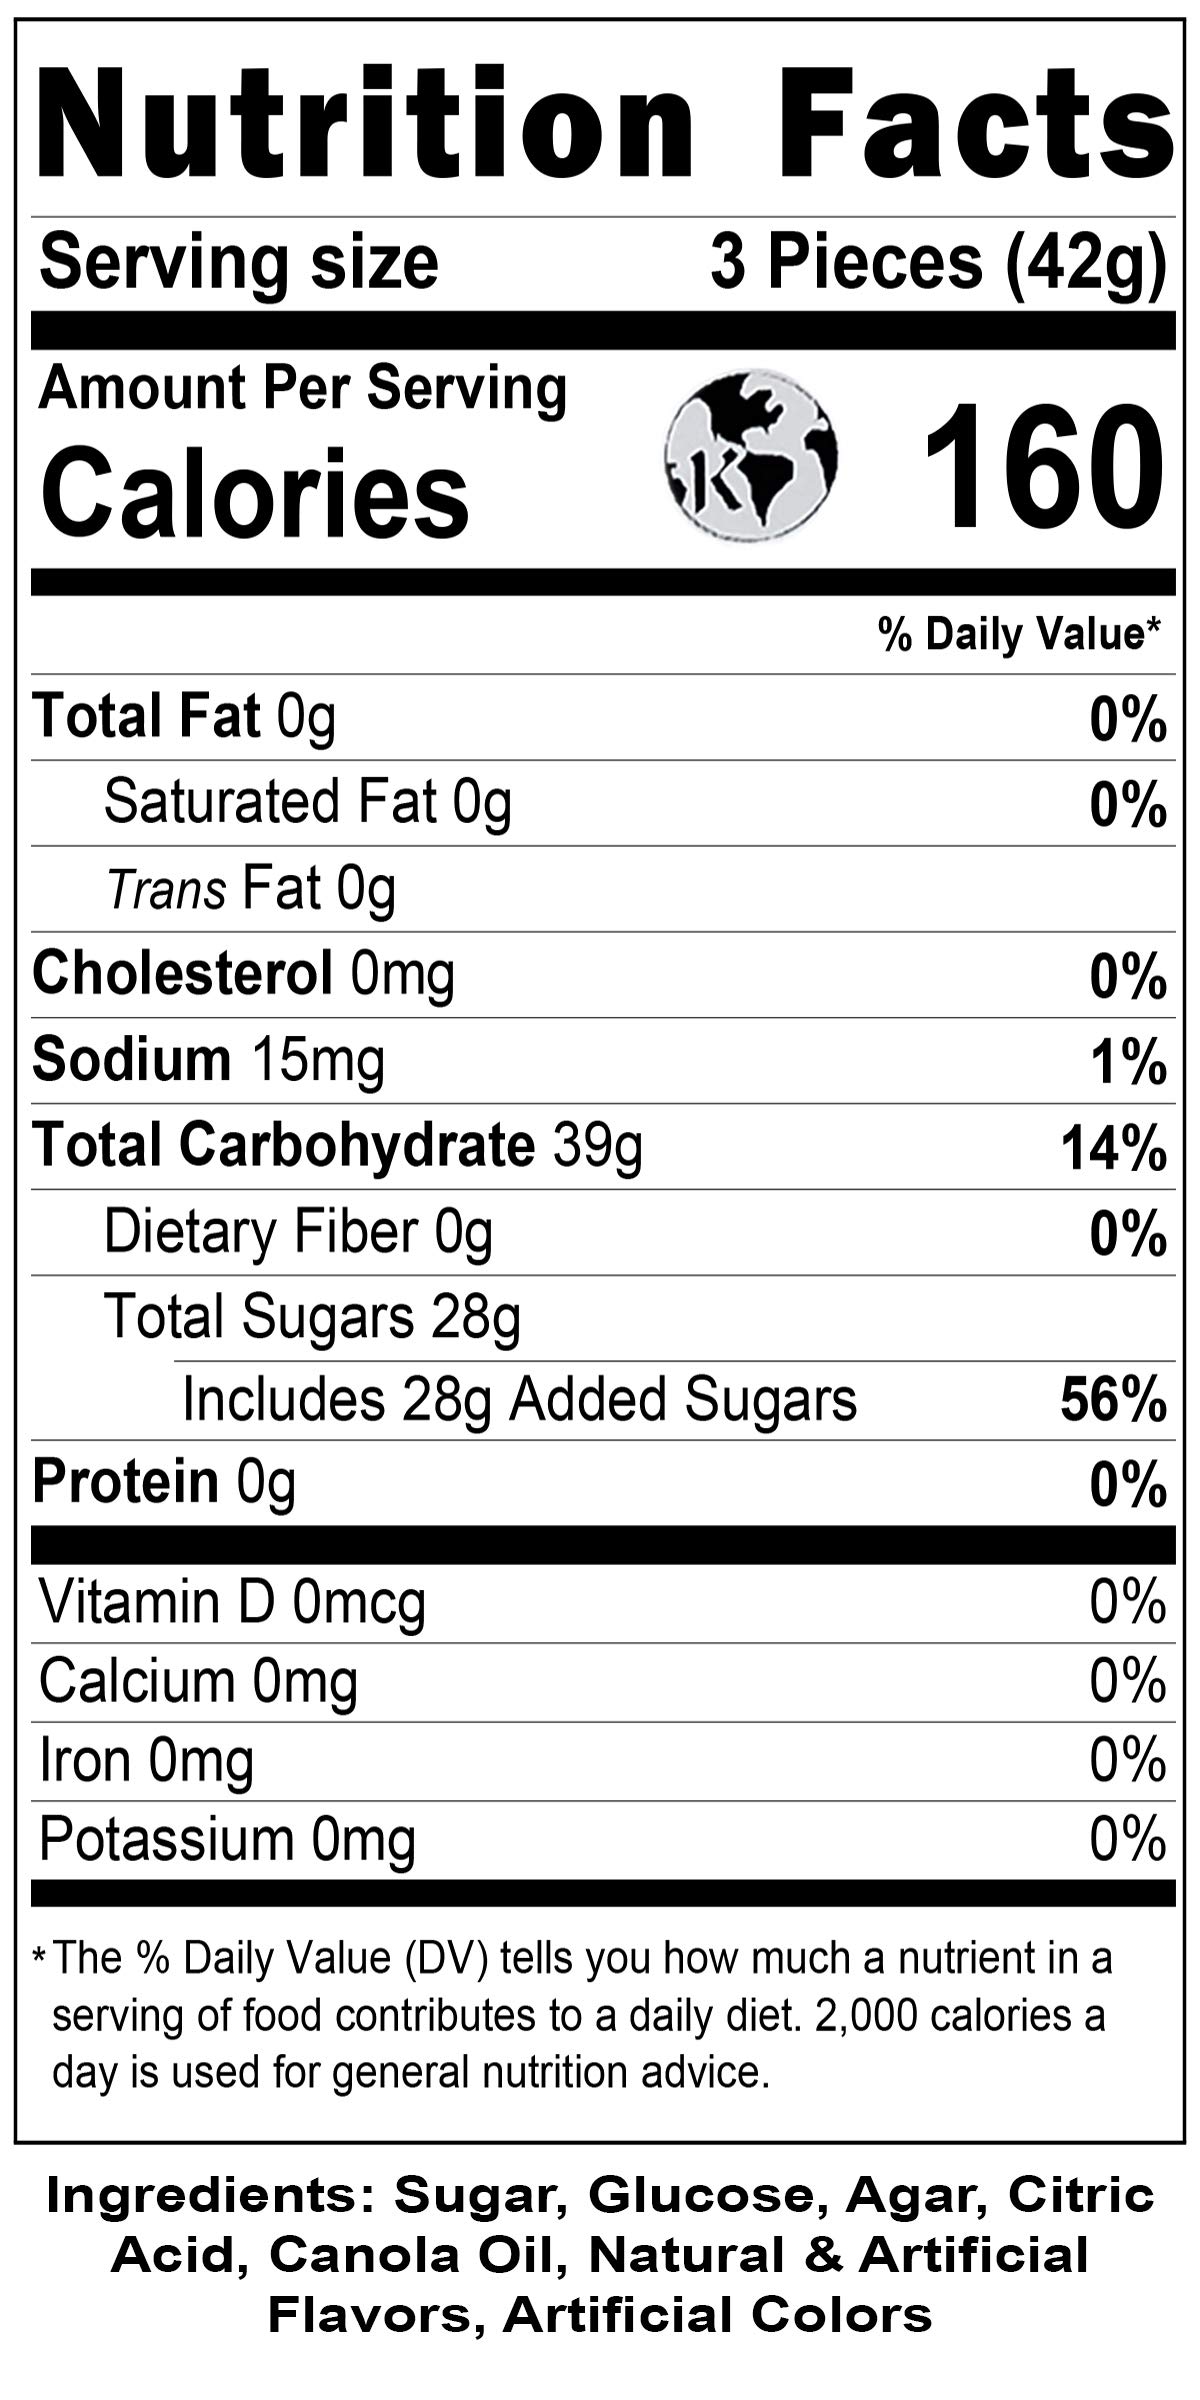 Nutrition Facts
Serving size 3 Pieces (42g)
Amount Per Serving
Calories 160
K
% Daily Value*
Total Fat 0g 0%
Saturated Fat 0g 0%
Trans Fat 0g
Cholesterol 0mg 0%
Sodium 15mg 1%
Total Carbohydrate 39g 14%
Dietary Fiber 0g 0%
Total Sugars 28g
Includes 28g Added Sugars 56%
Protein 0g 0%
Vitamin D 0mcg 0%
Calcium 0mg 0%
Iron 0mg 0%
Potassium 0mg 0%
* The % Daily Value (DV) tells you how much a nutrient in a
serving of food contributes to a daily diet. 2,000 calories a
day is used for general nutrition advice.
Ingredients: Sugar, Glucose, Agar, Citric
Acid, Canola Oil, Natural & Artificial
Flavors, Artificial Colors